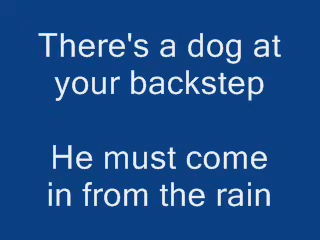 There's a dog at
your backstep
He must come
in from the rain